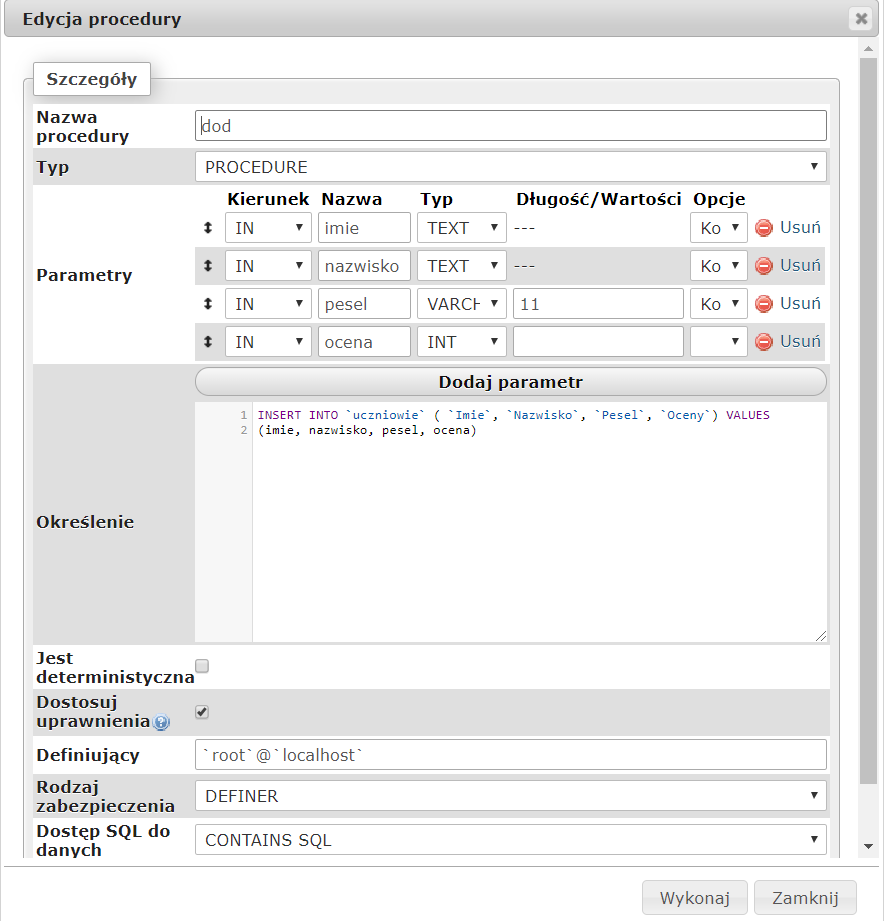 Edycja procedury
Szczegóły
Nazwa
procedury
dod
Typ
PROCEDURE
Kierunek Nazwa Typ Długość/Wartości Opcje
IN imie TEXT --- Ko Usuń
Parametry
IN nazwisko TEXT --- Ko Usuń
IN pesel VARCH 11 Ko Usuń
IN ocena INT Usuń
Dodaj parametr
Określenie
1 INSERT INTO `uczniowie` ( `Imie`, `Nazwisko`, `Pesel`, `Oceny`) VALUES
2 (imie, nazwisko, pesel, ocena)
Jest
deterministyczna
Dostosuj
uprawnienia
Definiujący
`root`@`localhost`
Rodzaj
zabezpieczenia
DEFINER
Dostęp SQL do
danych
CONTAINS SQL
Wykonaj Zamknij